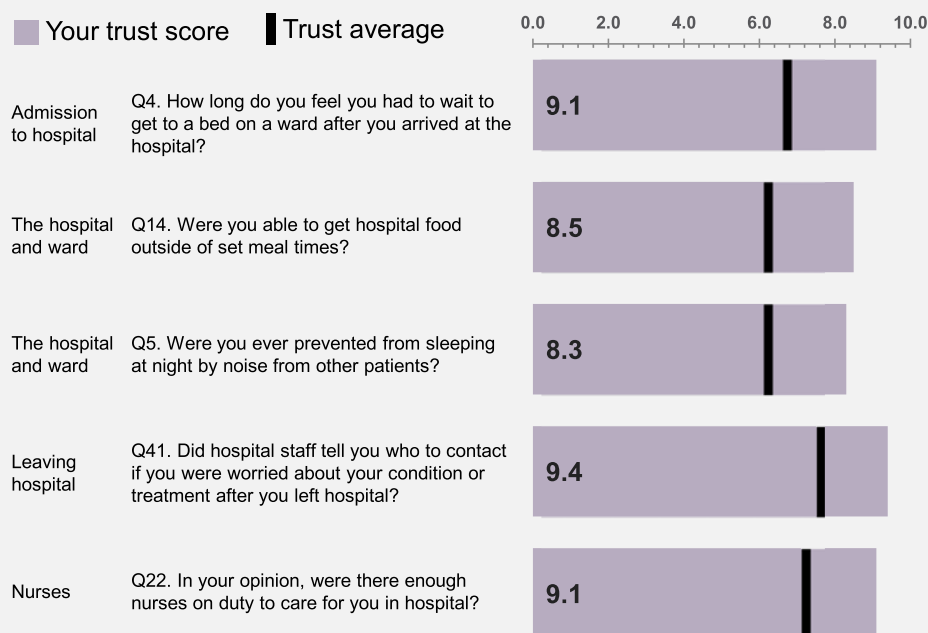 Your trust score
Trust average
0.0 2.0 4.0 6.0 8.0 10.0
Admission
to hospital
Q4. How long do you feel you had to wait to
get to a bed on a ward after you arrived at the
hospital?
9.1
The hospital
and ward
Q14. Were you able to get hospital food
outside of set meal times?
8.5
The hospital
and ward
Q5. Were you ever prevented from sleeping
at night by noise from other patients?
8.3
Leaving
hospital
Q41. Did hospital staff tell you who to contact
if you were worried about your condition or
treatment after you left hospital?
9.4
Nurses
Q22. In your opinion, were there enough
nurses on duty to care for you in hospital?
9.1